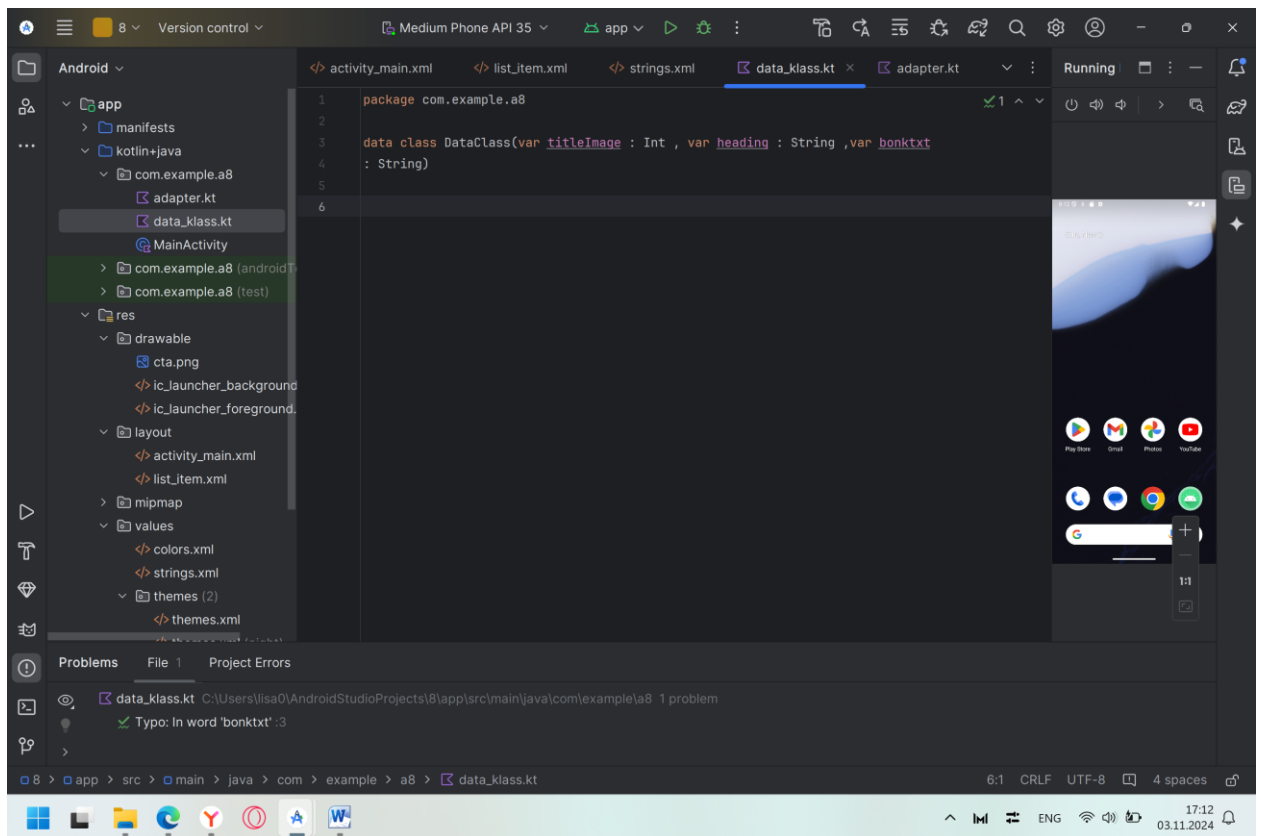 8 Version control Medium Phone API 35 app
Android
activity_main.xml list_item.xml strings.xml data_klass.kt adapter.kt Running
app
manifests
kotlin+java
com.example.a8
adapter.kt
data_klass.kt
MainActivity
com.example.a8 (androidT
com.example.a8 (test)
res
drawable
cta.png
ic_launcher_background
ic_launcher_foreground.
layout
activity_main.xml
list_item.xml
mipmap
values
colors.xml
strings.xml
themes (2)
themes.xml
1 package com.example.a8
2
3 data class DataClass(var titleImage : Int , var heading : String ,var bonktxt
4 : String)
5
6
1
Play Store Gmail Photos YouTube
1:1
Problems File 1 Project Errors
data_klass.kt C:\Users\lisa0\AndroidStudioProjects\8\app\src\main\java\com\example\a8 1 problem
Typo: In word 'bonktxt' :3
8 > app > src > main > java > com > example > a8 > data_klass.kt 6:1 CRLF UTF-8 4 spaces
ENG 17:12
03.11.2024